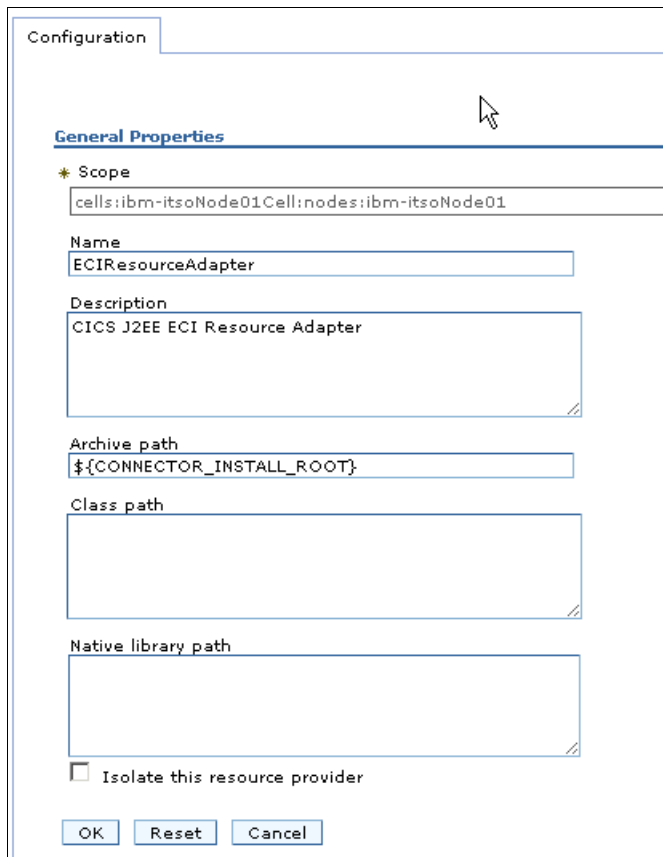 Configuration
General Properties
* Scope
cells:ibm-itsoNode01Cell:nodes:ibm-itsoNode01
Name
ECIResourceAdapter
Description
CICS J2EE ECI Resource Adapter
Archive path
${CONNECTOR_INSTALL_ROOT}
Class path
Native library path
Isolate this resource provider
OK Reset Cancel